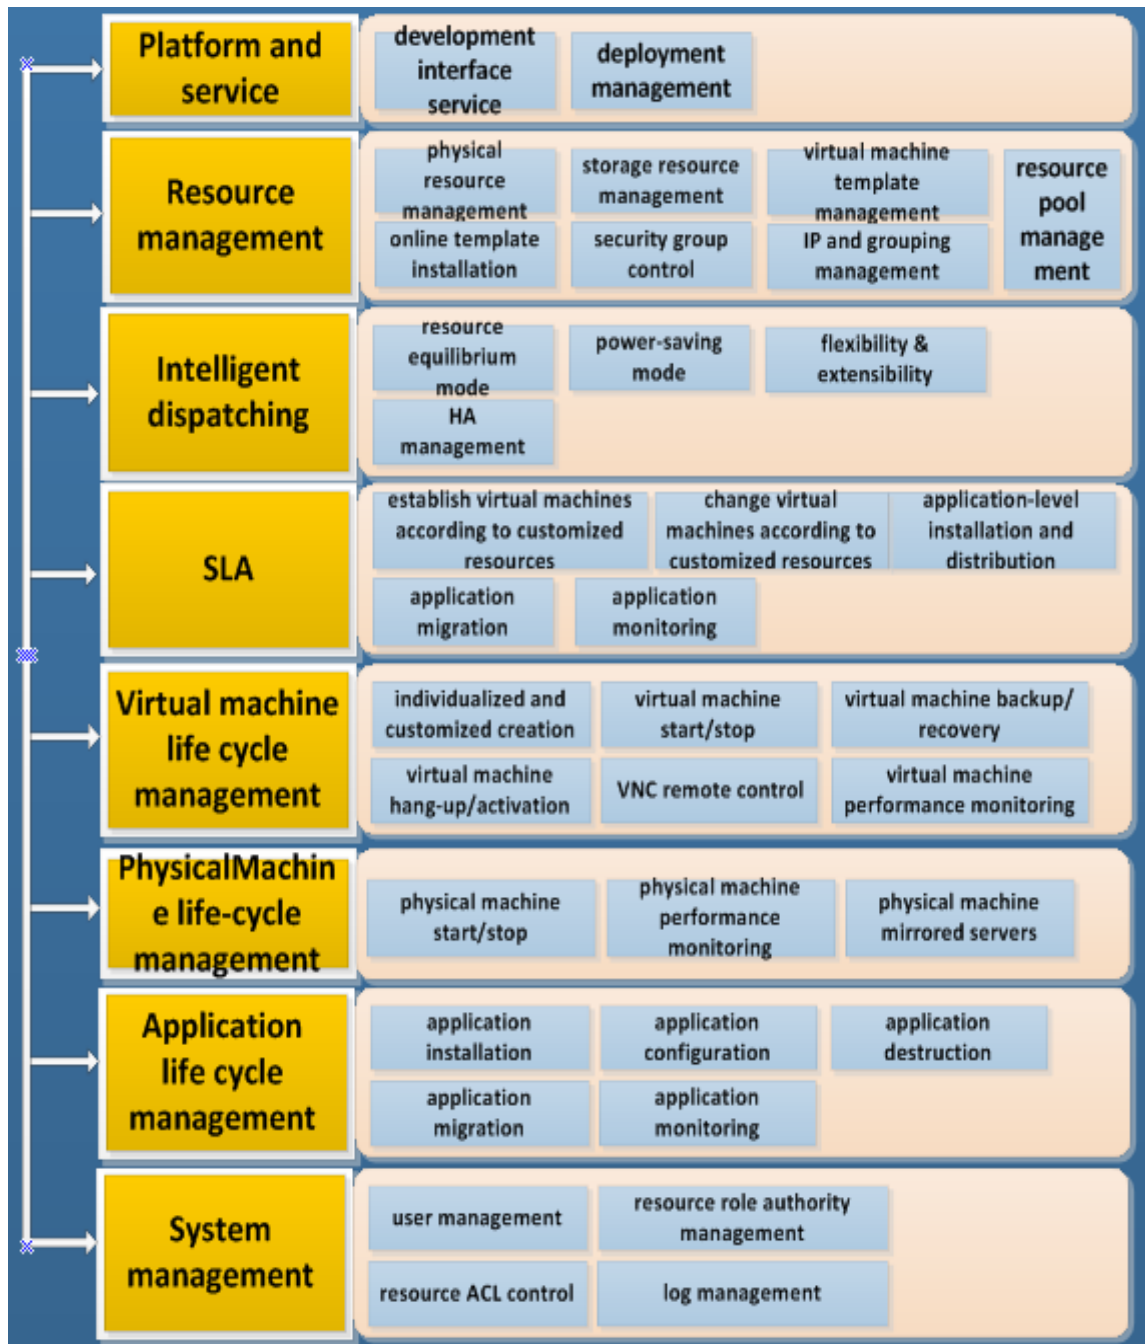 Platform and
service
development
interface
service
deployment
management
Resource
management
physical
resource
management
storage resource
management
virtual machine
template
management
resource
pool
manage
ment
online template
installation
security group
control
IP and grouping
management
Intelligent
dispatching
resource
equilibrium
mode
power-saving
mode
flexibility &
extensibility
HA
management
SLA
establish virtual machines
according to customized
resources
change virtual
machines according to
customized resources
application-level
installation and
distribution
application
migration
application
monitoring
Virtual machine
life cycle
management
individualized and
customized creation
virtual machine
start/stop
virtual machine backup/
recovery
virtual machine
hang-up/activation
VNC remote control
virtual machine
performance monitoring
PhysicalMachin
e life-cycle
management
physical machine
start/stop
physical machine
performance
monitoring
physical machine
mirrored servers
Application
life cycle
management
application
installation
application
configuration
application
destruction
application
migration
application
monitoring
System
management
user management
resource role authority
management
resource ACL control
log management